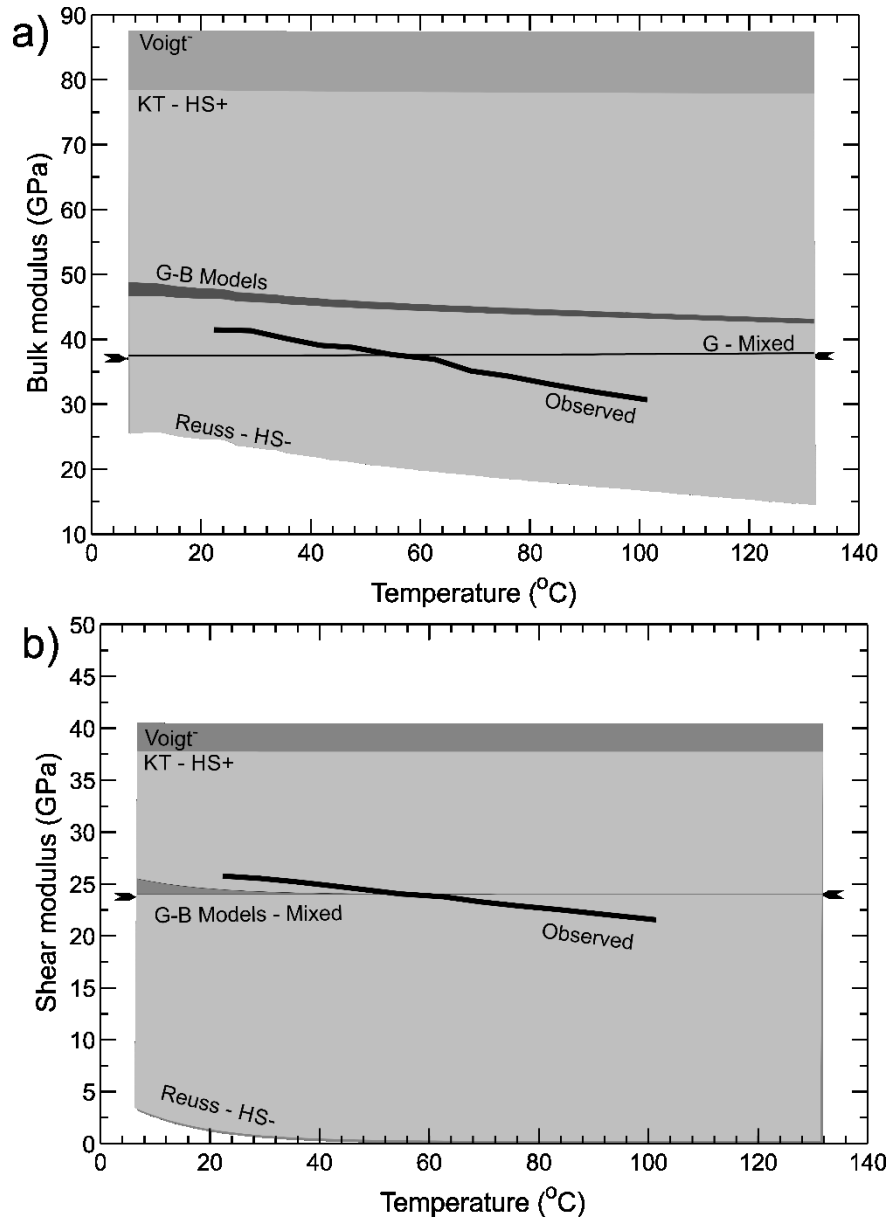 a)
Voigt-
KT - HS+
G-B Models
G - Mixed
Observed
Reuss - HS-
Bulk modulus (GPa)
90
80
70
60
50
40
30
20
10
0 20 40 60 80 100 120 140
Temperature (oC)
b)
Voigt-
KT - HS+
G-B Models - Mixed
Observed
Reuss - HS-
Shear modulus (GPa)
50
45
40
35
30
25
20
15
10
5
0
0 20 40 60 80 100 120 140
Temperature (oC)